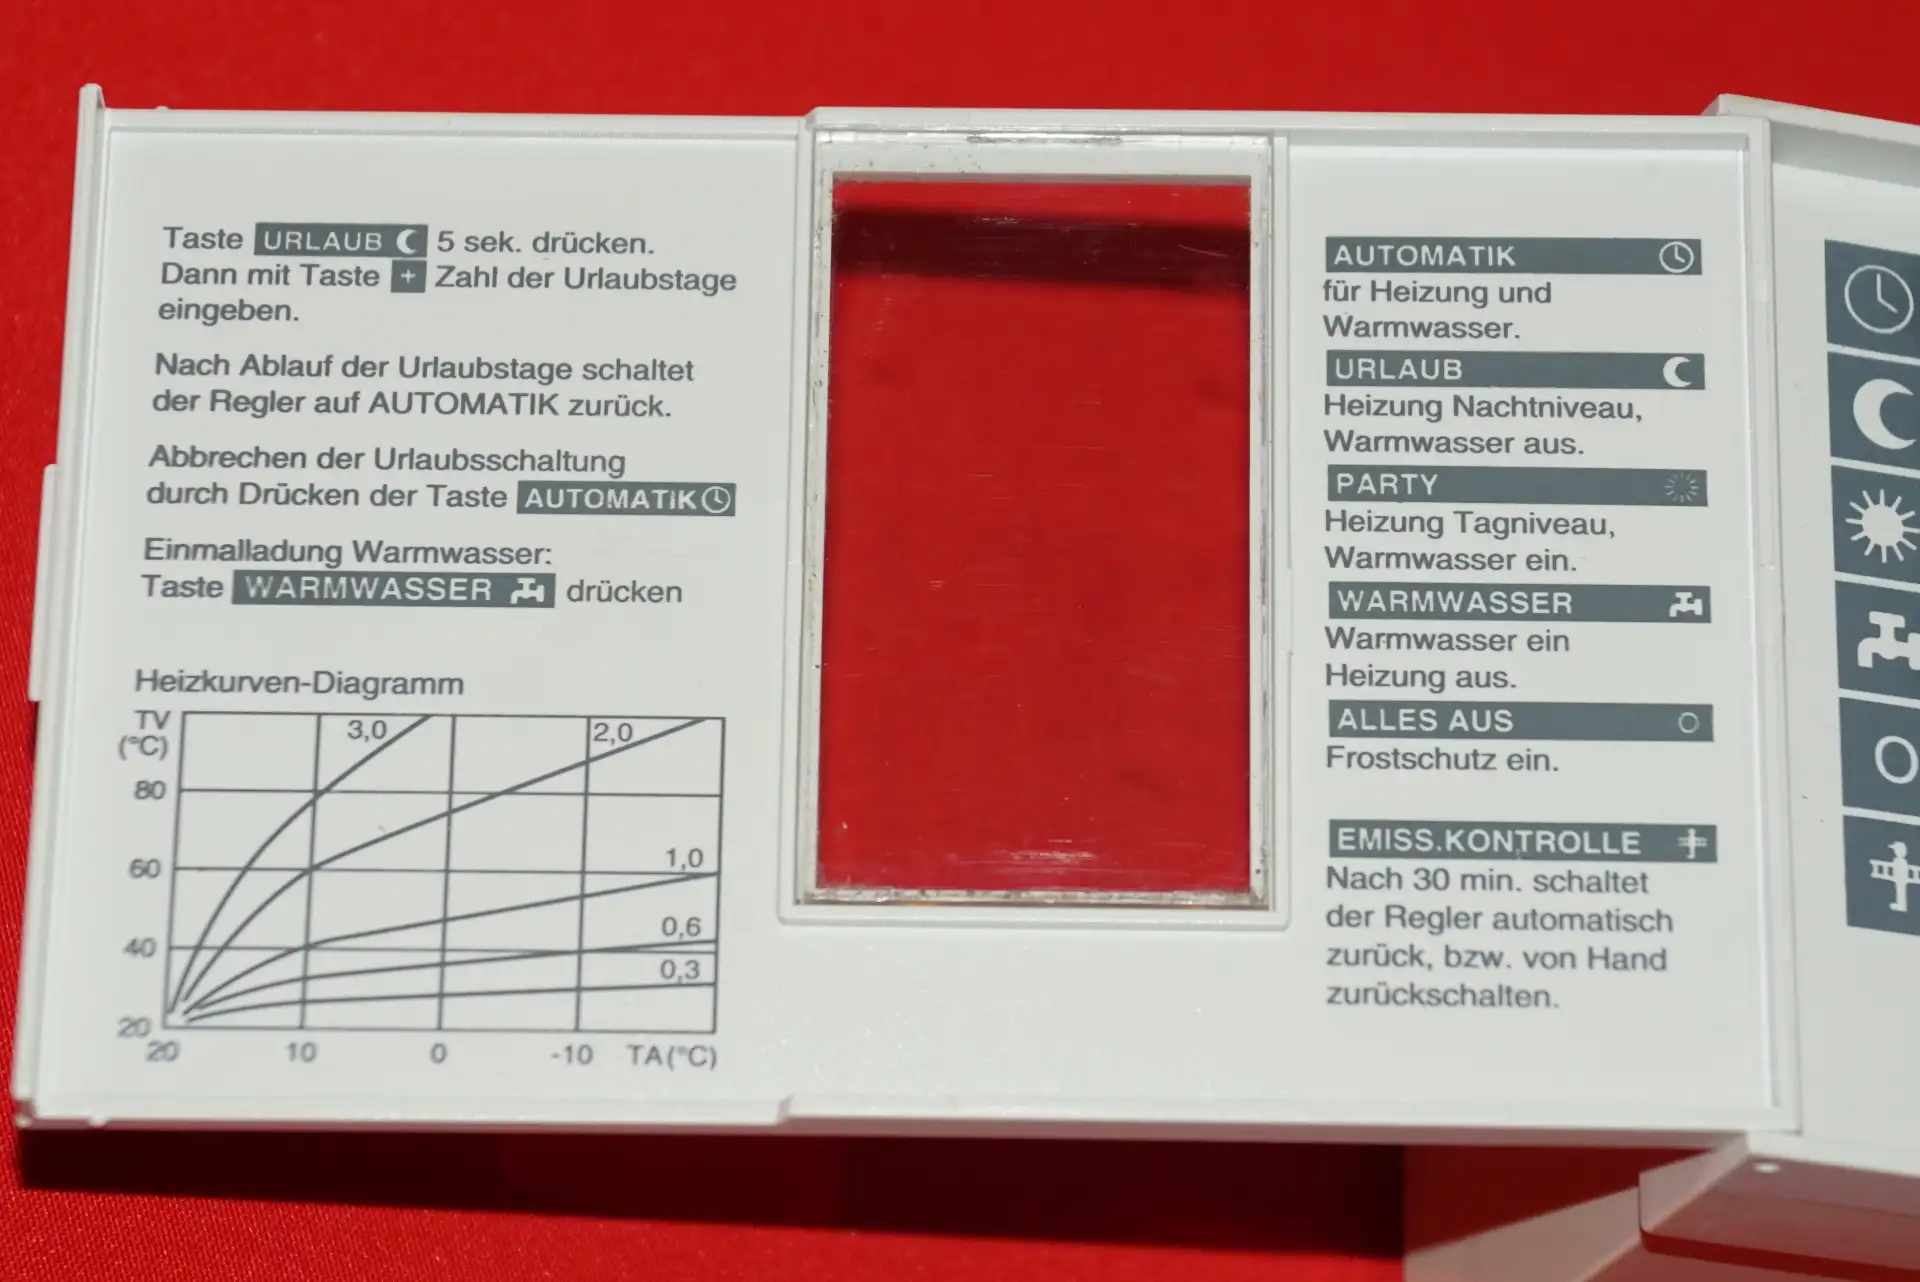 Taste URLAUB 5 sek. drücken.
Dann mit Taste + Zahl der Urlaubstage
eingeben.
Nach Ablauf der Urlaubstage schaltet
der Regler auf AUTOMATIK zurück.
Abbrechen der Urlaubsschaltung
durch Drücken der Taste AUTOMATIK
Einmalladung Warmwasser:
Taste WARMWASSER drücken
Heizkurven-Diagramm
TV
(°C)
3,0
2,0
80
60
1,0
40
0,6
0,3
20
20 10 0 -10 TA(°C)
AUTOMATIK
für Heizung und
Warmwasser.
URLAUB
Heizung Nachtniveau,
Warmwasser aus.
PARTY
Heizung Tagniveau,
Warmwasser ein.
WARMWASSER
Warmwasser ein
Heizung aus.
ALLES AUS
Frostschutz ein.
EMISS.KONTROLLE
Nach 30 min. schaltet
der Regler automatisch
zurück, bzw. von Hand
zurückschalten.